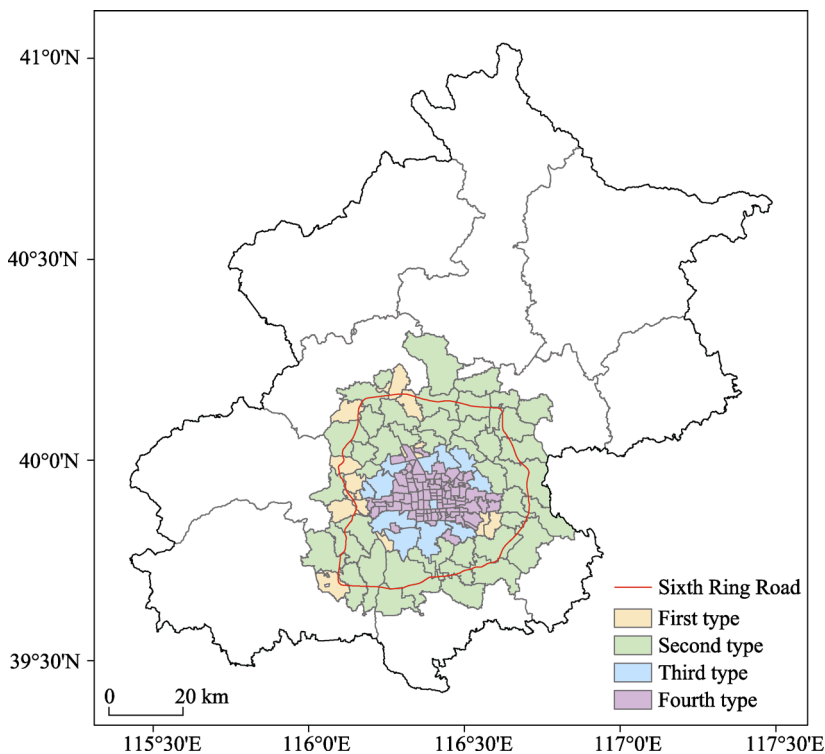 41°0'N
40°30'N
40°0'N
39°30'N
Sixth Ring Road
First type
Second type
Third type
Fourth type
0 20 km
115°30'E 116°0'E 116°30'E 117°0'E 117°30'E